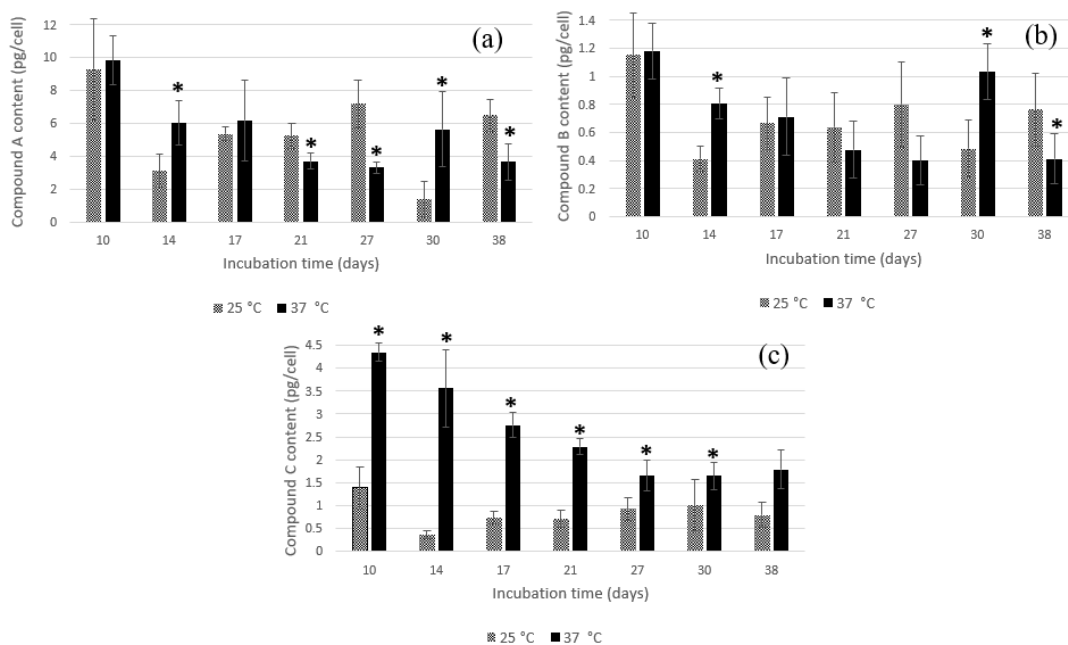 (a)
Compound A content (pg/cell)
12
10
8
6
4
2
0
* * * * *
10 14 17 21 27 30 38
Incubation time (days)
25 °C 37 °C
(b)
Compound B content (pg/cell)
1.4
1.2
1
0.8
0.6
0.4
0.2
0
* * *
10 14 17 21 27 30 38
Incubation time (days)
25 °C 37 °C
(c)
Compound C content (pg/cell)
4.5
4
3.5
3
2.5
2
1.5
1
0.5
0
* * * * * *
10 14 17 21 27 30 38
Incubation time (days)
25 °C 37 °C